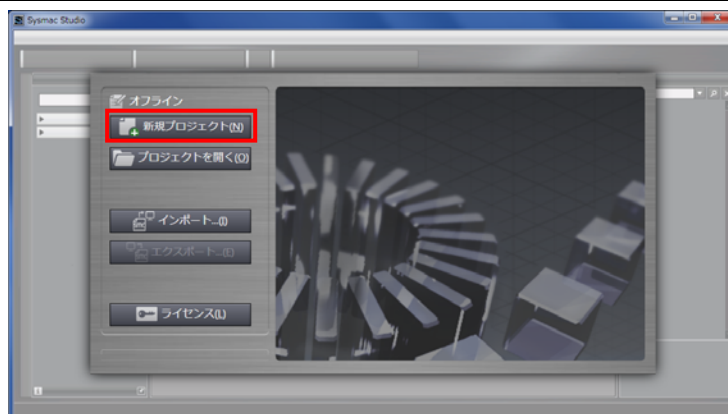 Sysmac Studio
オフライン
新規プロジェクト(N)
プロジェクトを開く(O)
インポート...(I)
エクスポート...(E)
ライセンス(L)